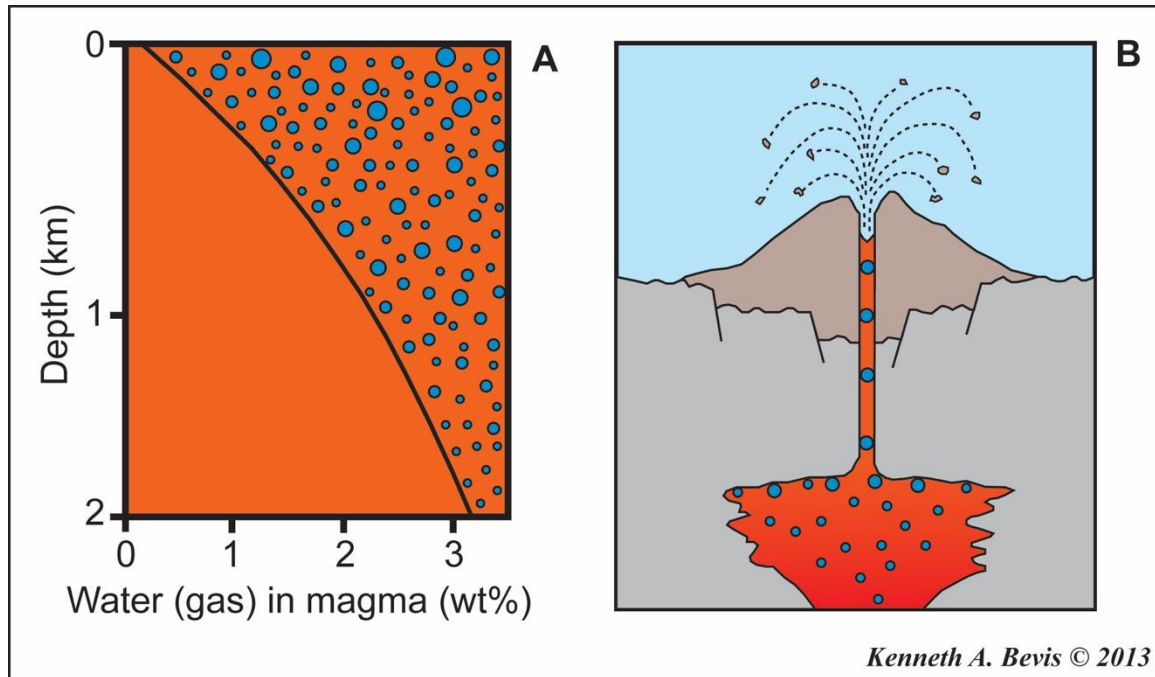 A
B
0
1
2
Depth (km)
0 1 2 3
Water (gas) in magma (wt%)
Kenneth A. Bevis © 2013